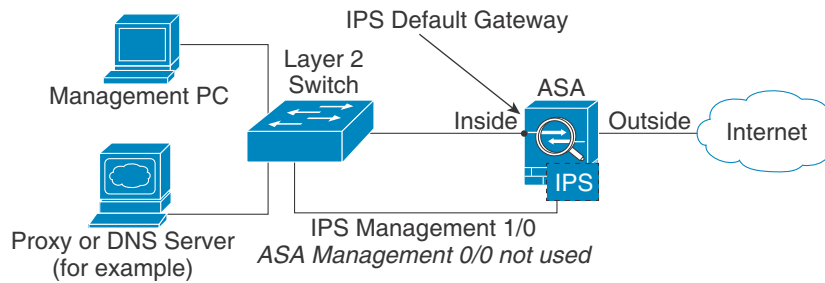 IPS Default Gateway
Layer 2
Switch
ASA
Management PC
Inside
Outside
Internet
IPS
Proxy or DNS Server
(for example)
IPS Management 1/0
ASA Management 0/0 not used